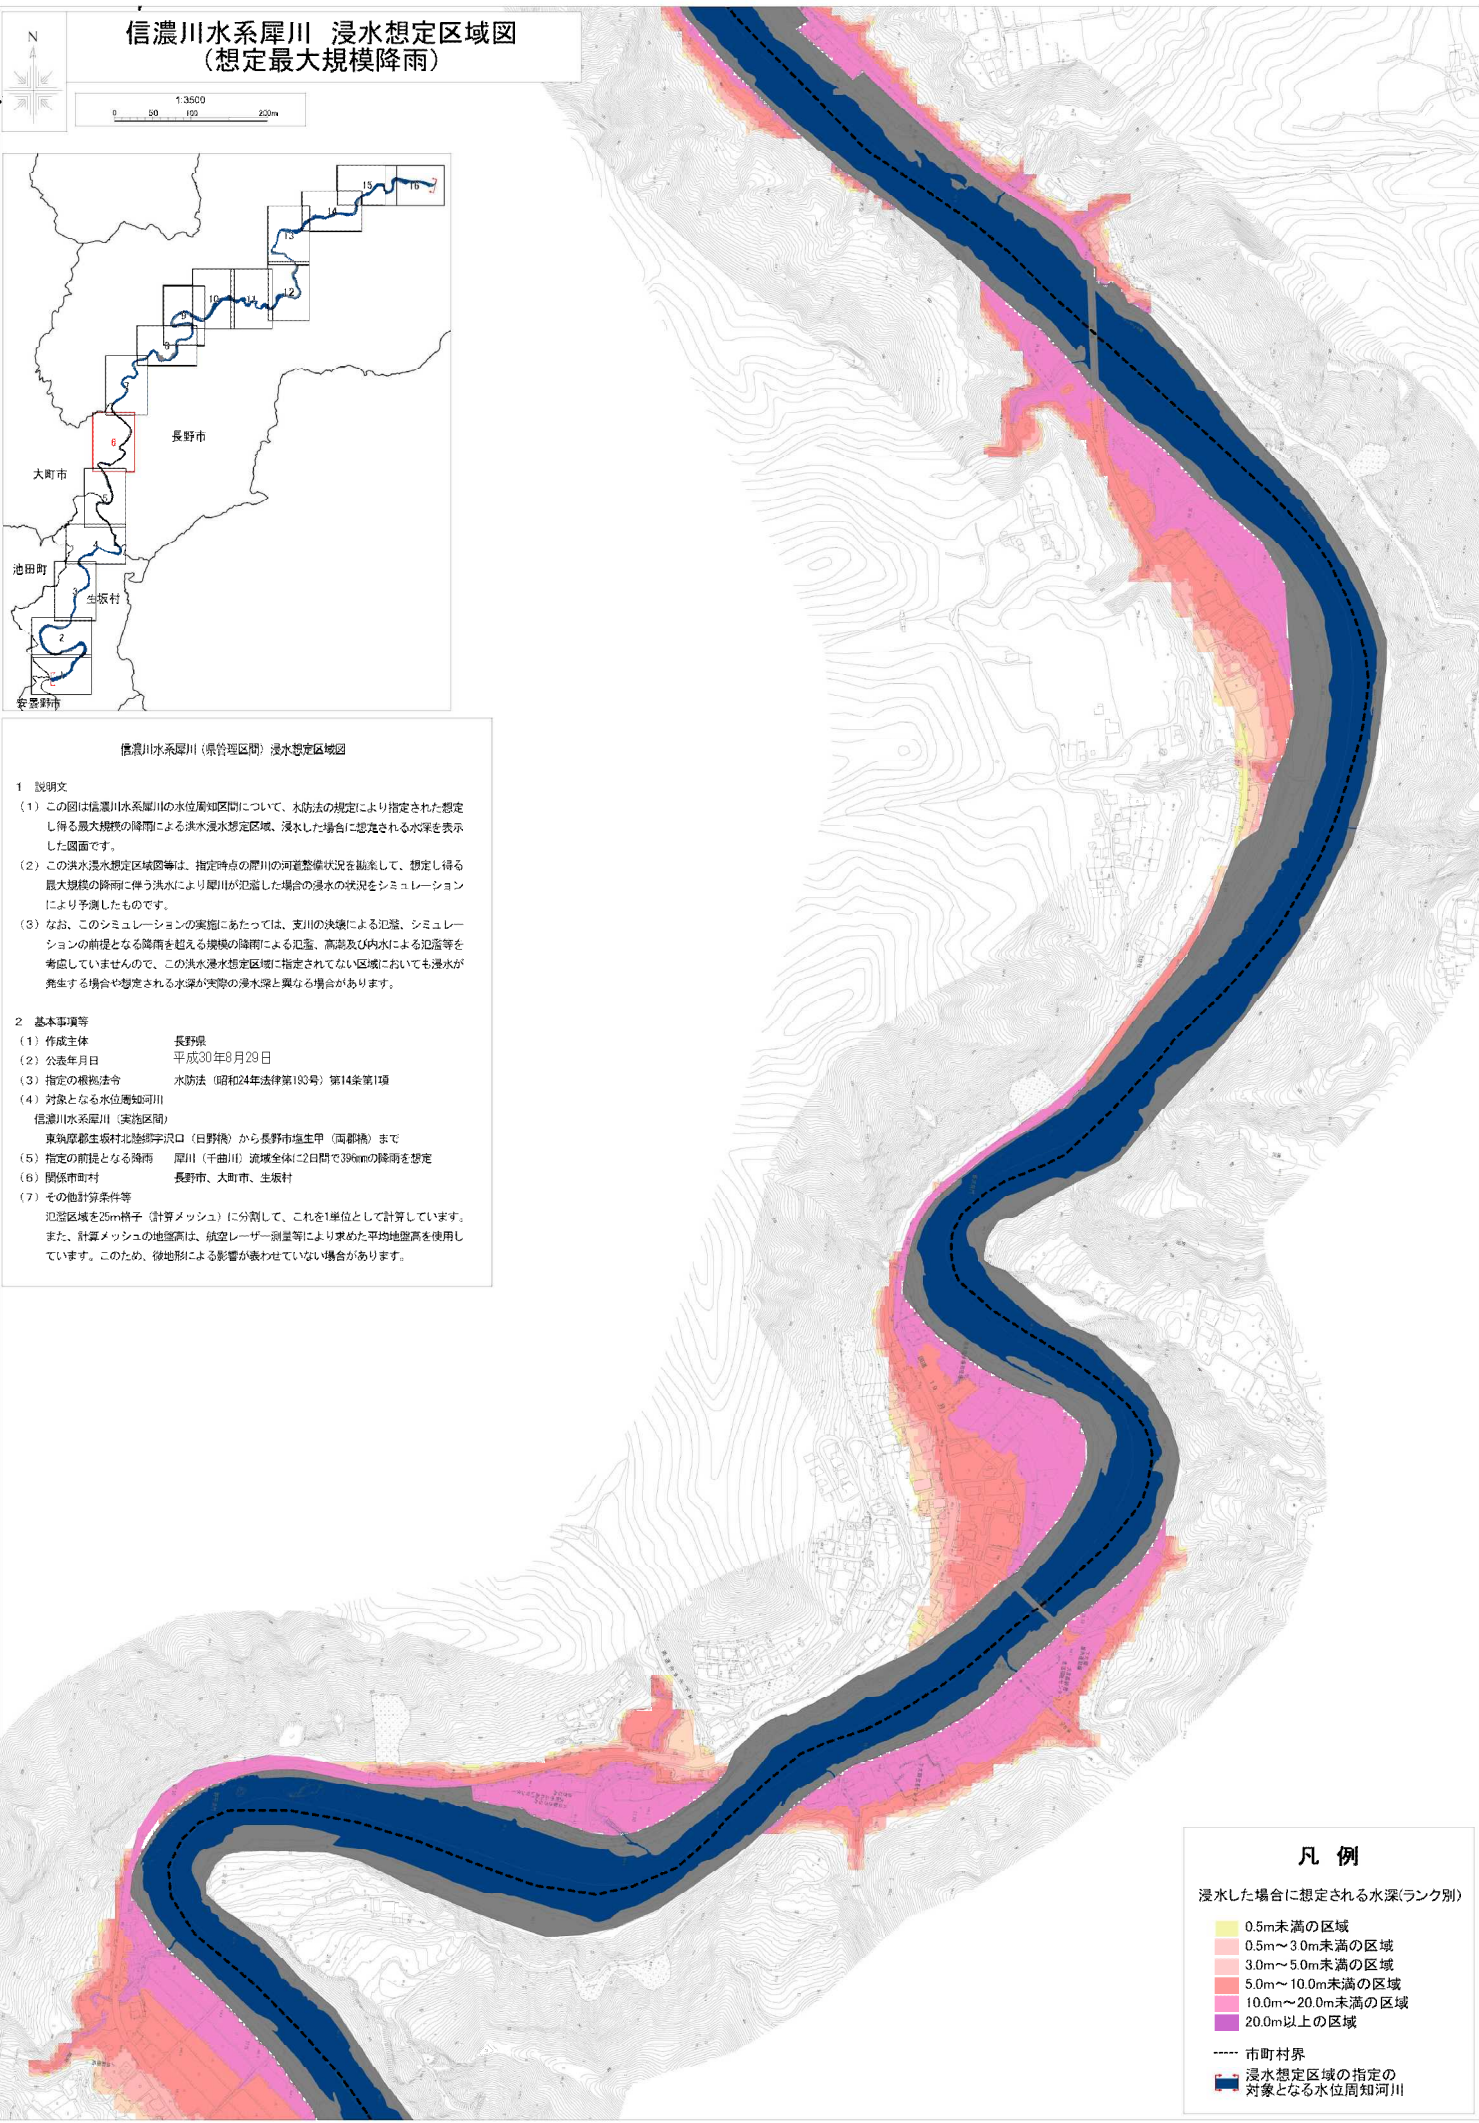 信濃川水系犀川 浸水想定区域図
(想定最大規模降雨)
N
1:3500
0 50 100 200m
15
16
14
13
12
11
10
9
8
7
6
長野市
大町市
5
4
池田町
3
生坂村
2
1
安曇野市
信濃川水系犀川（県管理区間）浸水想定区域図
1 説明文
（1）この図は信濃川水系犀川の水位周知区間について、水防法の規定により指定された想定
し得る最大規模の降雨による洪水浸水想定区域、浸水した場合に想定される水深を表示
した図面です。
（2）この洪水浸水想定区域図等は、指定時点の犀川の河道整備状況を勘案して、想定し得る
最大規模の降雨に伴う洪水により犀川が氾濫した場合の浸水の状況をシミュレーション
により予測したものです。
（3）なお、このシミュレーションの実施にあたっては、支川の決壊による氾濫、シミュレー
ションの前提となる降雨を超える規模の降雨による氾濫、高潮及び内水による氾濫等を
考慮していませんので、この洪水浸水想定区域に指定されてない区域においても浸水が
発生する場合や想定される水深が実際の浸水深と異なる場合があります。
2 基本事項等
（1）作成主体 長野県
（2）公表年月日 平成30年8月29日
（3）指定の根拠法令 水防法（昭和24年法律第193号）第14条第1項
（4）対象となる水位周知河川
信濃川水系犀川（実施区間）
東筑摩郡生坂村北陸郷字沢口（日野橋）から長野市塩生甲（両郡橋）まで
（5）指定の前提となる降雨 犀川（千曲川）流域全体に2日間で396mmの降雨を想定
（6）関係市町村 長野市、大町市、生坂村
（7）その他計算条件等
氾濫区域を25m格子（計算メッシュ）に分割して、これを1単位として計算しています。
また、計算メッシュの地盤高は、航空レーザー測量等により求めた平均地盤高を使用し
ています。このため、微地形による影響が表わせていない場合があります。
凡 例
浸水した場合に想定される水深(ランク別)
0.5m未満の区域
0.5m～3.0m未満の区域
3.0m～5.0m未満の区域
5.0m～10.0m未満の区域
10.0m～20.0m未満の区域
20.0m以上の区域
市町村界
浸水想定区域の指定の
対象となる水位周知河川